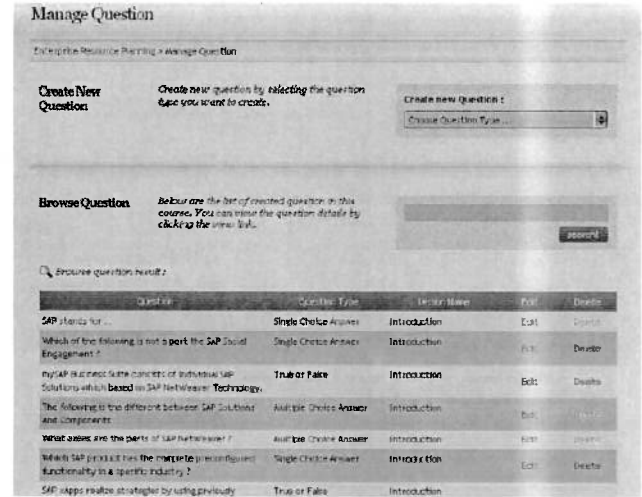 Manage Question
Enterprise Resource Planning » Manage Question
Create New
Question
Create new question by selecting the question
type you want to create.
Create new Question :
Choose Question Type ...
Browse Question
Below are the list of created question in this
course. You can view the question details by
clicking the view link.
search
Browse question result :
Question Question Type Lesson Name Edit Delete
SAP stands for ... Single Choice Answer Introduction Edit Delete
Which of the following is not a part the SAP Social Single Choice Answer Introduction Edit Delete
Engagement ?
mySAP Business Suite consists of individual SAP True or False Introduction Edit Delete
Solutions which based on SAP NetWeaver Technology.
The following is the different between SAP Solutions Multiple Choice Answer Introduction Edit
and Components
What areas are the parts of SAP NetWeaver ? Multiple Choice Answer Introduction
Which SAP product has the complete preconfigured Single Choice Answer Introduction Edit Delete
functionality in a specific industry ?
SAP xApps realize strategies by using previously True or False Introduction